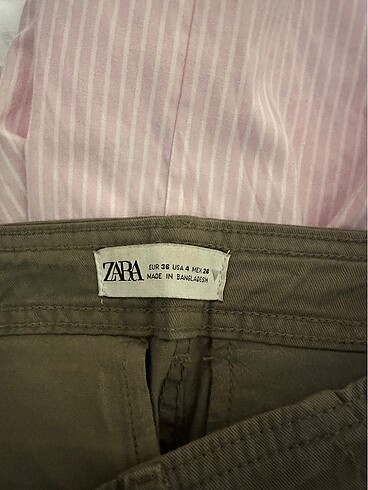 ZARA
EUR 36 USA 4 MEX 26
MADE IN BANGLADESH